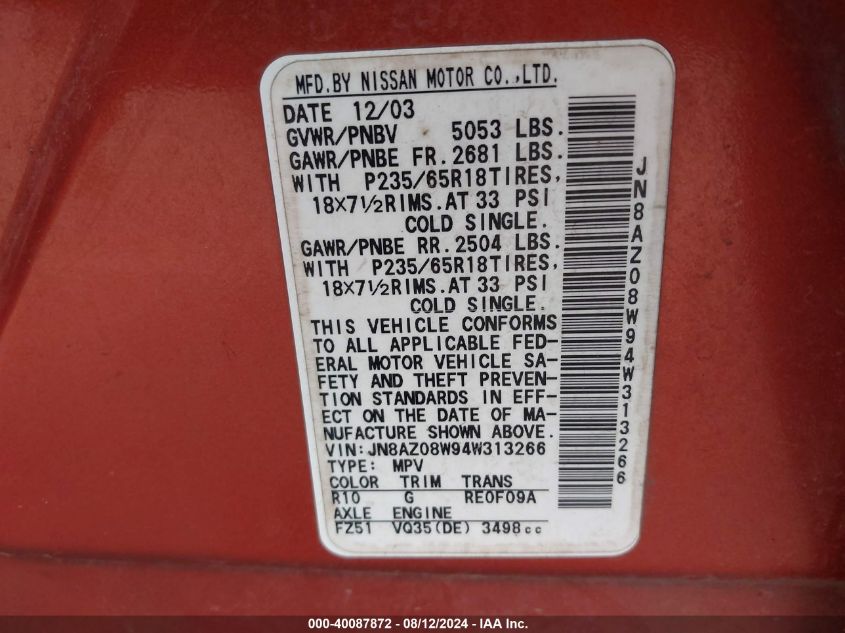 MFD.BY NISSAN MOTOR CO.,LTD.
DATE 12/03
GVWR/PNBV 5053 LBS.
GAWR/PNBE FR.2681 LBS.
WITH P235/65R18TIRES,
18×7½RIMS.AT 33 PSI
COLD SINGLE.
GAWR/PNBE RR.2504 LBS.
WITH P235/65R18TIRES,
18×7½RIMS.AT 33 PSI
COLD SINGLE.
THIS VEHICLE CONFORMS
TO ALL APPLICABLE FED-
ERAL MOTOR VEHICLE SA-
FETY AND THEFT PREVEN-
TION STANDARDS IN EFF-
ECT ON THE DATE OF MA-
NUFACTURE SHOWN ABOVE.
VIN:JN8AZ08W94W313266
TYPE: MPV
COLOR TRIM TRANS
R10 G RE0F09A
AXLE ENGINE
FZ51 VQ35(DE) 3498cc
JN8AZ08W94W313266
000-40087872 - 08/12/2024 - IAA Inc.